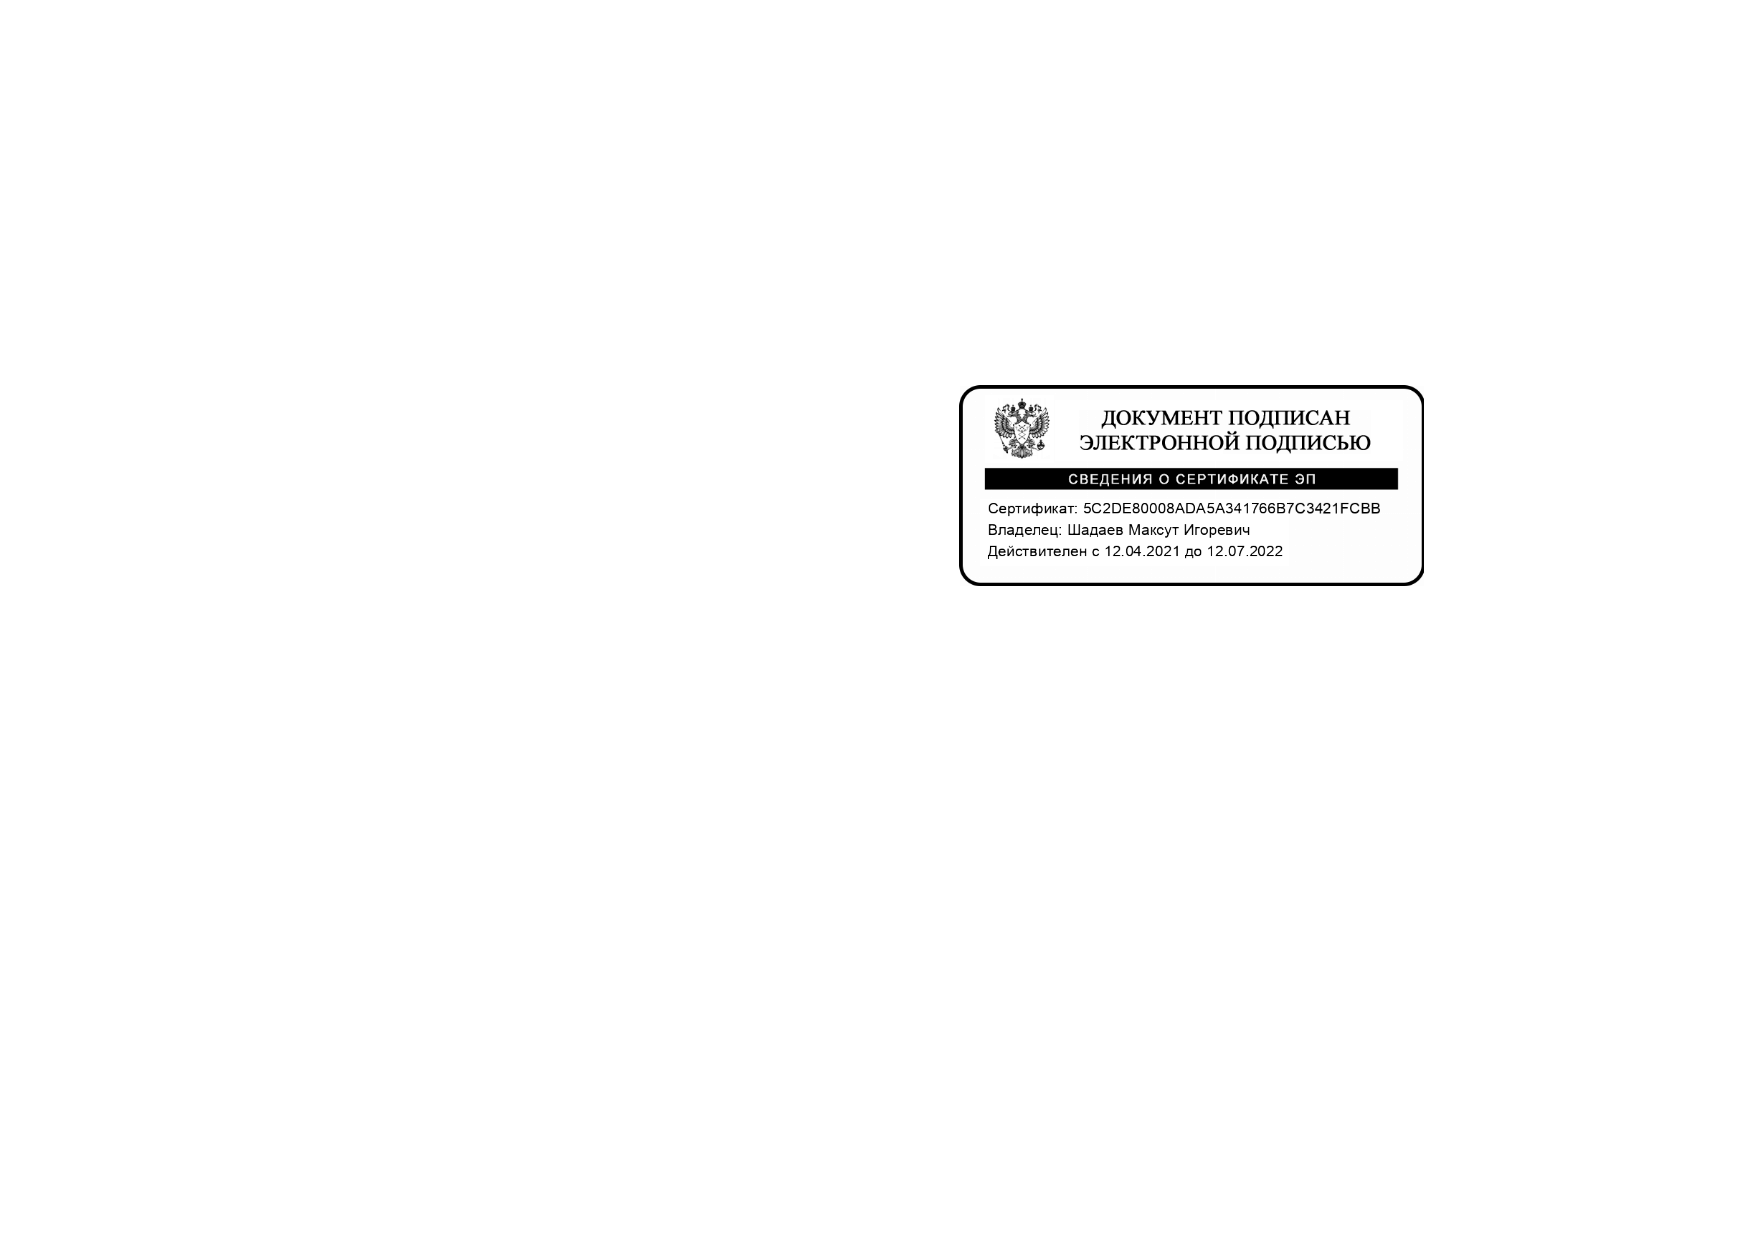 ДОКУМЕНТ ПОДПИСАН
ЭЛЕКТРОННОЙ ПОДПИСЬЮ
СВЕДЕНИЯ О СЕРТИФИКАТЕ ЭП
Сертификат: 5C2DE80008ADA5A341766B7C3421FCBB
Владелец: Шадаев Максут Игоревич
Действителен с 12.04.2021 до 12.07.2022